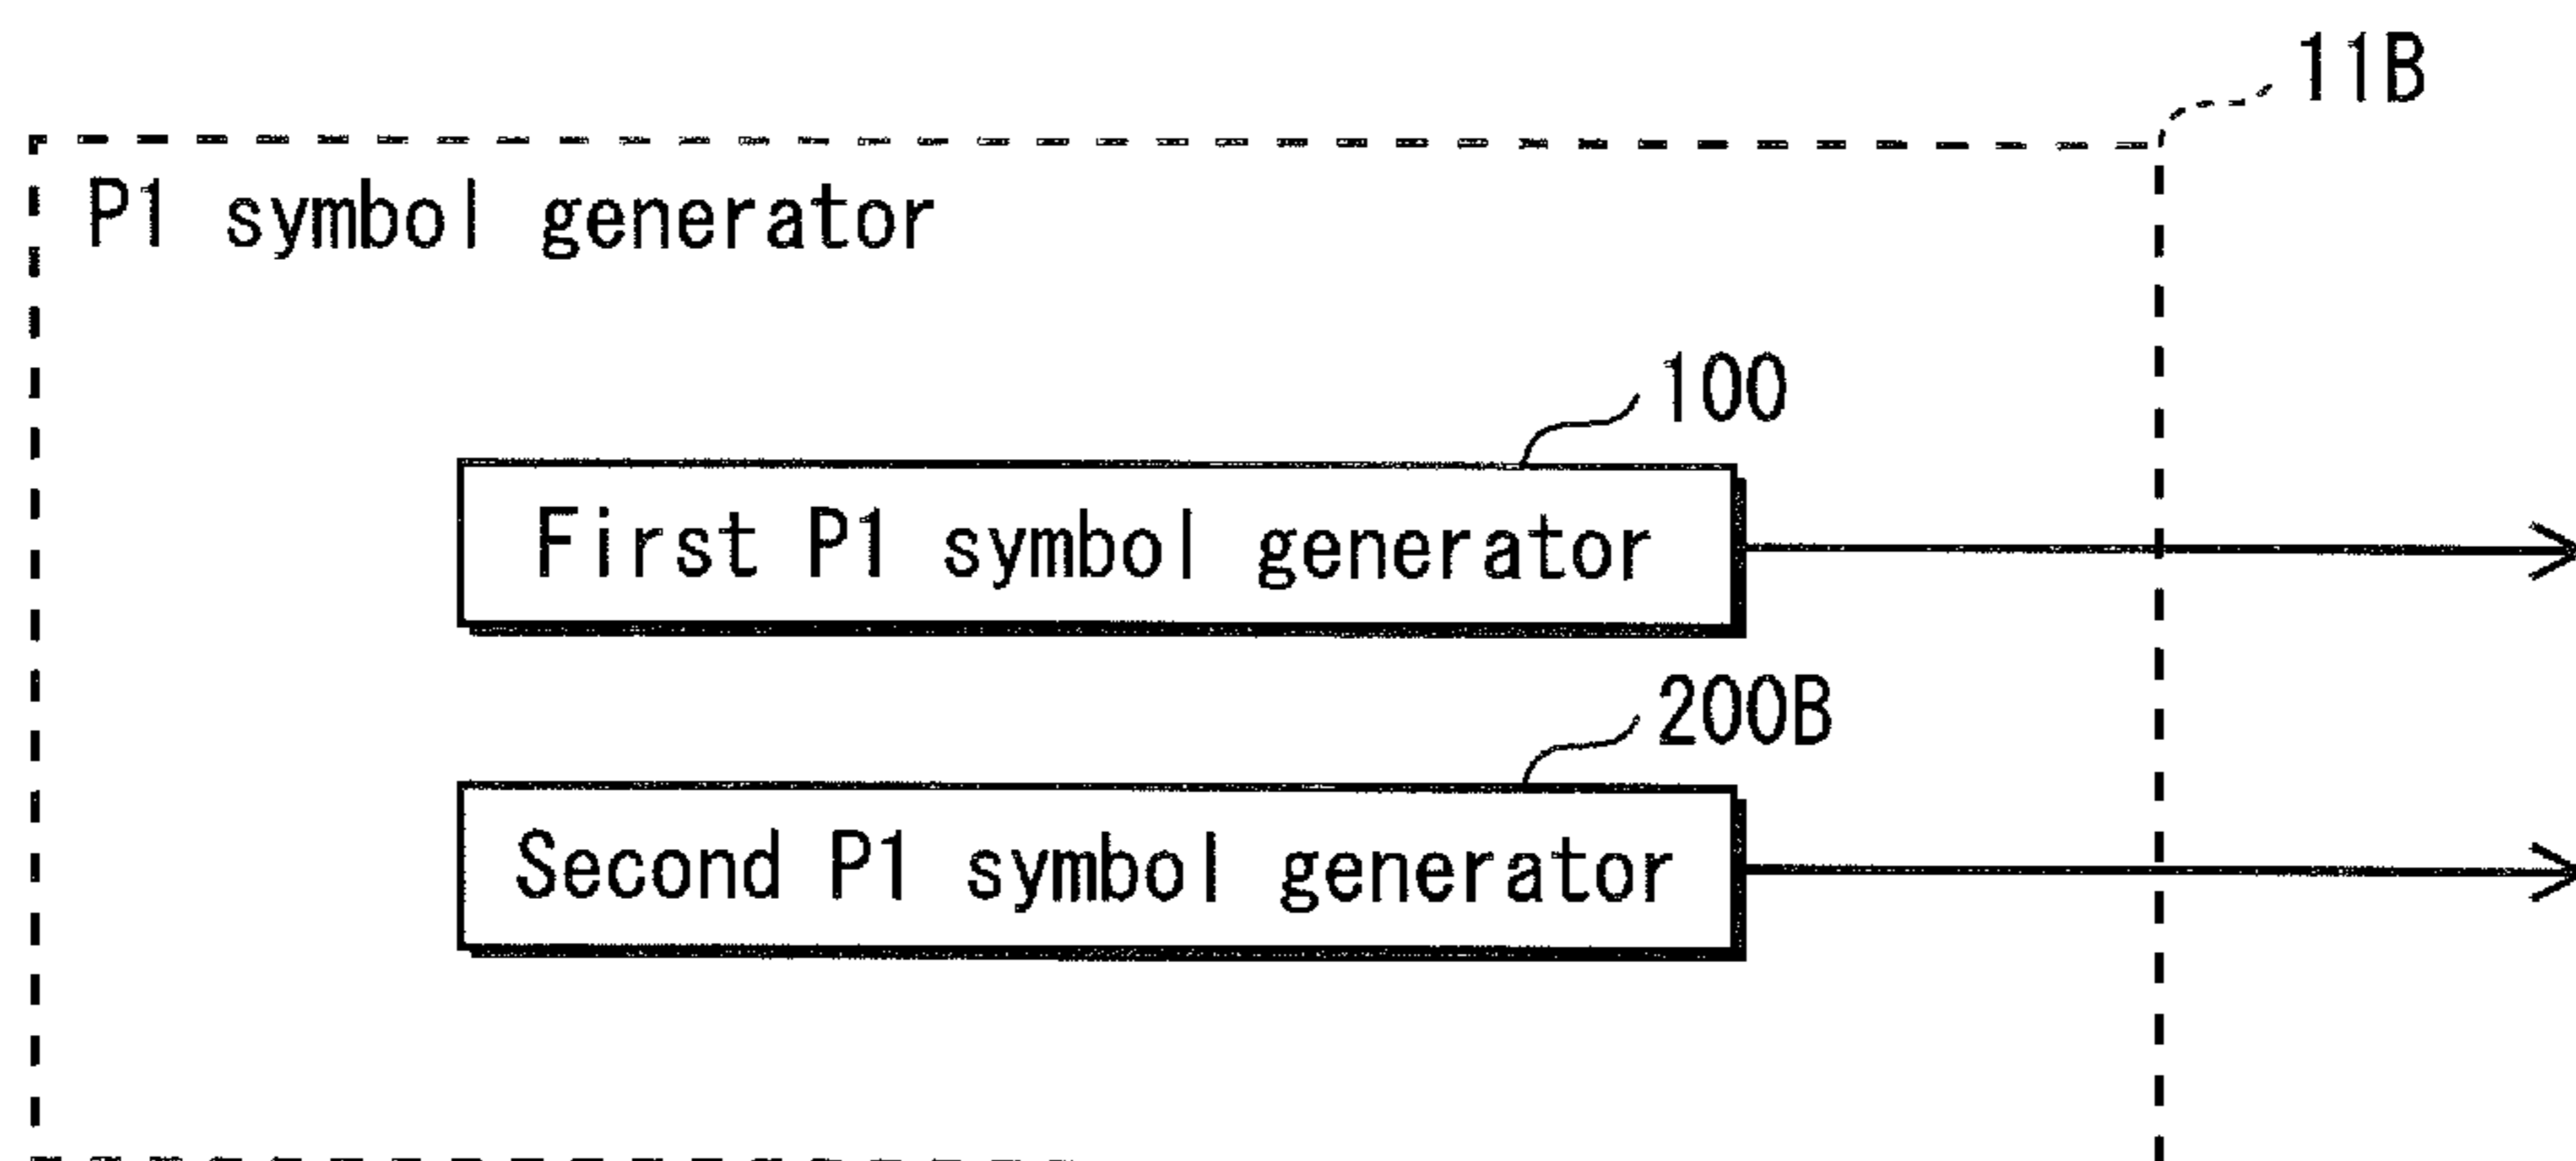 11B
P1 symbol generator
100
First P1 symbol generator
200B
Second P1 symbol generator